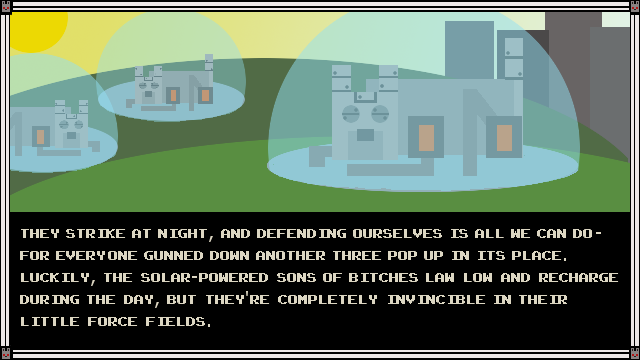 THEY STRIKE AT NIGHT, AND DEFENDING OURSELVES IS ALL WE CAN DO-
FOR EVERYONE GUNNED DOWN ANOTHER THREE POP UP IN ITS PLACE.
LUCKILY, THE SOLAR-POWERED SONS OF BITCHES LAW LOW AND RECHARGE
DURING THE DAY, BUT THEY'RE COMPLETELY INVINCIBLE IN THEIR
LITTLE FORCE FIELDS.